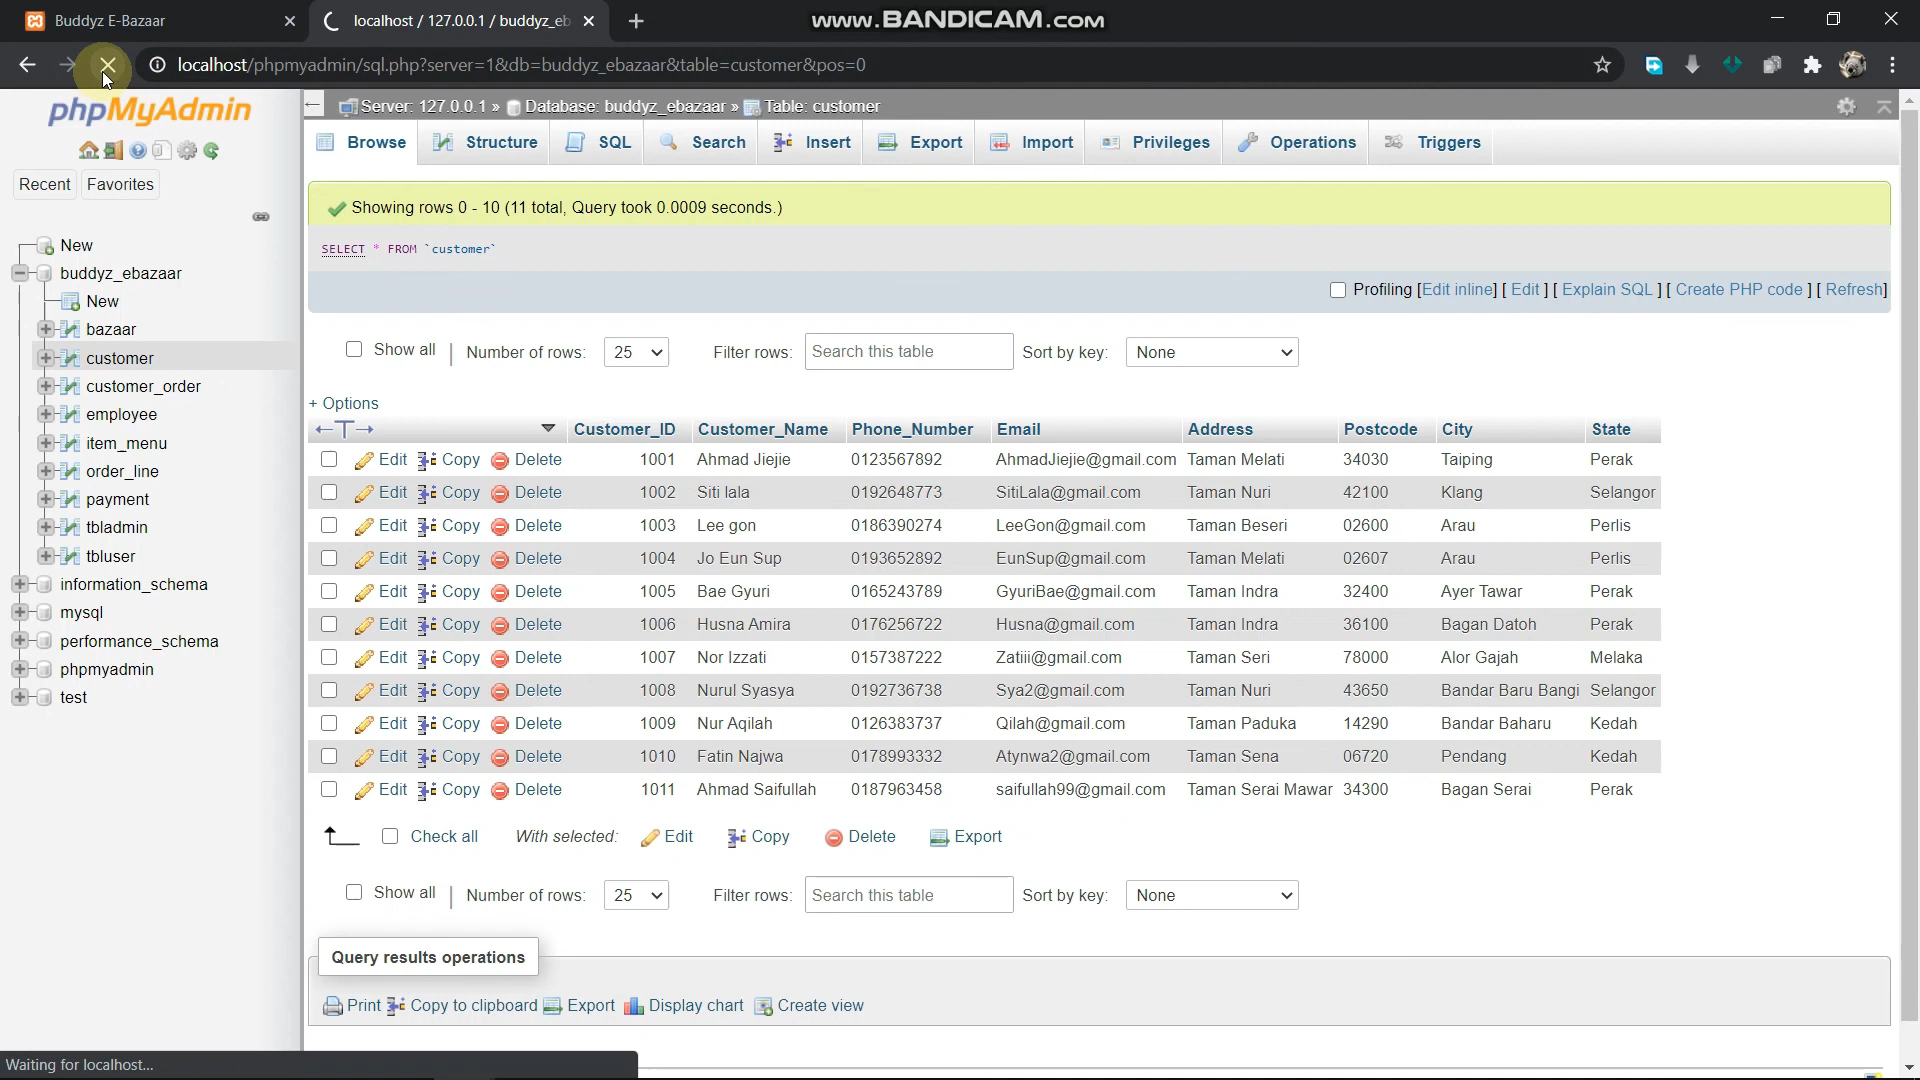 Buddyz E-Bazaar
localhost / 127.0.0.1 / buddyz_eb
www.BANDICAM.com
localhost/phpmyadmin/sql.php?server=1&db=buddyz_ebazaar&table=customer&pos=0
phpMyAdmin
Recent Favorites
New
buddyz_ebazaar
New
bazaar
customer
customer_order
employee
item_menu
order_line
payment
tbladmin
tbluser
information_schema
mysql
performance_schema
phpmyadmin
test
Server: 127.0.0.1 » Database: buddyz_ebazaar » Table: customer
Browse Structure SQL Search Insert Export Import Privileges Operations Triggers
Showing rows 0 - 10 (11 total, Query took 0.0009 seconds.)
SELECT * FROM `customer`
Profiling [Edit inline] [ Edit ] [ Explain SQL ] [ Create PHP code ] [ Refresh]
Show all | Number of rows: 25 Filter rows: Search this table Sort by key: None
+ Options
←T→ Customer_ID Customer_Name Phone_Number Email Address Postcode City State
Edit Copy Delete 1001 Ahmad Jiejie 0123567892 AhmadJiejie@gmail.com Taman Melati 34030 Taiping Perak
Edit Copy Delete 1002 Siti lala 0192648773 SitiLala@gmail.com Taman Nuri 42100 Klang Selangor
Edit Copy Delete 1003 Lee gon 0186390274 LeeGon@gmail.com Taman Beseri 02600 Arau Perlis
Edit Copy Delete 1004 Jo Eun Sup 0193652892 EunSup@gmail.com Taman Melati 02607 Arau Perlis
Edit Copy Delete 1005 Bae Gyuri 0165243789 GyuriBae@gmail.com Taman Indra 32400 Ayer Tawar Perak
Edit Copy Delete 1006 Husna Amira 0176256722 Husna@gmail.com Taman Indra 36100 Bagan Datoh Perak
Edit Copy Delete 1007 Nor Izzati 0157387222 Zatiii@gmail.com Taman Seri 78000 Alor Gajah Melaka
Edit Copy Delete 1008 Nurul Syasya 0192736738 Sya2@gmail.com Taman Nuri 43650 Bandar Baru Bangi Selangor
Edit Copy Delete 1009 Nur Aqilah 0126383737 Qilah@gmail.com Taman Paduka 14290 Bandar Baharu Kedah
Edit Copy Delete 1010 Fatin Najwa 0178993332 Atynwa2@gmail.com Taman Sena 06720 Pendang Kedah
Edit Copy Delete 1011 Ahmad Saifullah 0187963458 saifullah99@gmail.com Taman Serai Mawar 34300 Bagan Serai Perak
Check all With selected: Edit Copy Delete Export
Show all | Number of rows: 25 Filter rows: Search this table Sort by key: None
Query results operations
Print Copy to clipboard Export Display chart Create view
Waiting for localhost...